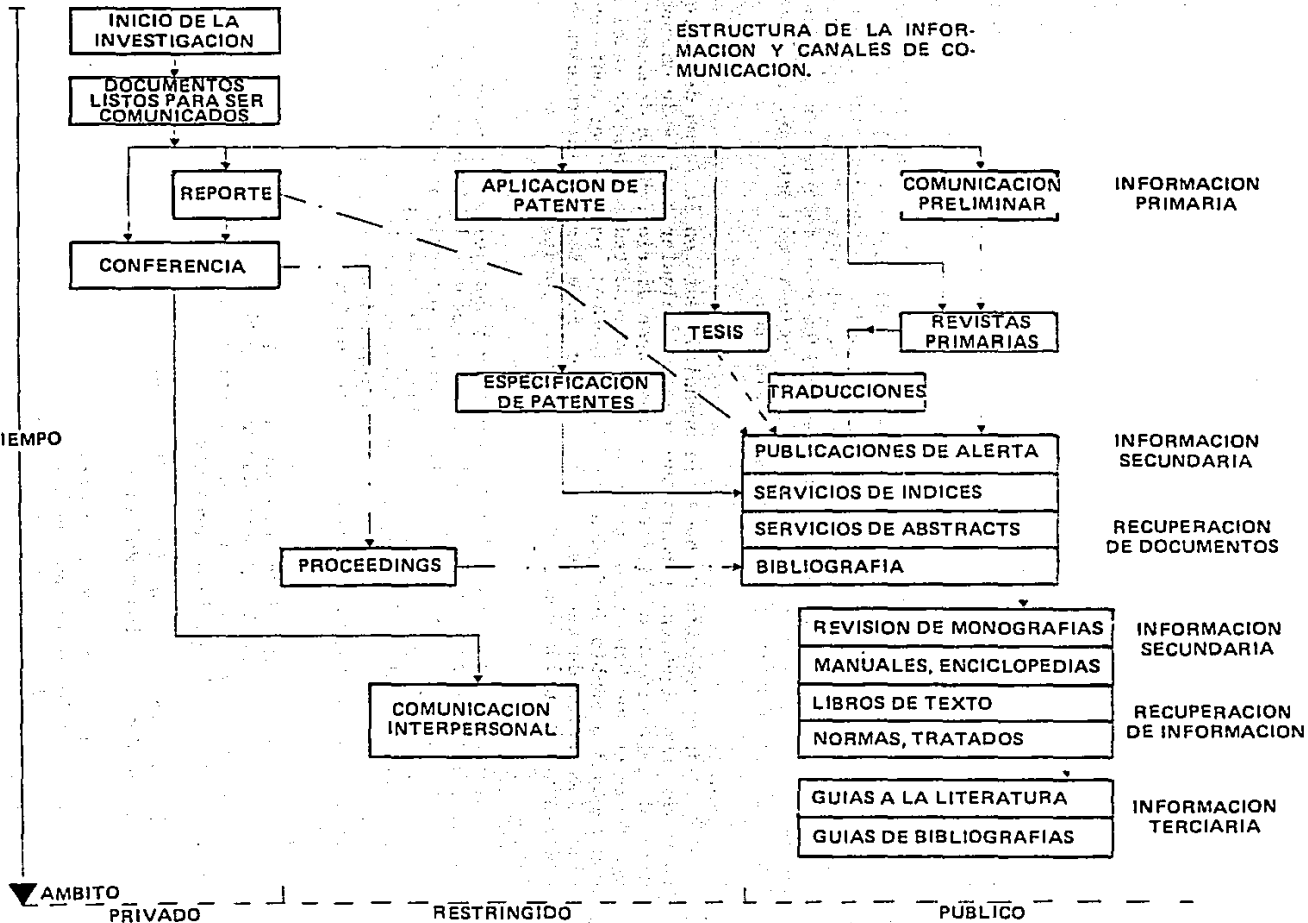 INICIO DE LA
INVESTIGACION
ESTRUCTURA DE LA INFOR-
MACION Y CANALES DE CO-
MUNICACION.
DOCUMENTOS
LISTOS PARA SER
COMUNICADOS
REPORTE
APLICACION DE
PATENTE
COMUNICACION
PRELIMINAR
INFORMACION
PRIMARIA
CONFERENCIA
TESIS
REVISTAS
PRIMARIAS
ESPECIFICACION
DE PATENTES
TRADUCCIONES
IEMPO
PUBLICACIONES DE ALERTA
SERVICIOS DE INDICES
SERVICIOS DE ABSTRACTS
BIBLIOGRAFIA
INFORMACION
SECUNDARIA
RECUPERACION
DE DOCUMENTOS
PROCEEDINGS
REVISION DE MONOGRAFIAS
MANUALES, ENCICLOPEDIAS
LIBROS DE TEXTO
NORMAS, TRATADOS
INFORMACION
SECUNDARIA
RECUPERACION
DE INFORMACION
COMUNICACION
INTERPERSONAL
GUIAS A LA LITERATURA
GUIAS DE BIBLIOGRAFIAS
INFORMACION
TERCIARIA
AMBITO
PRIVADO
RESTRINGIDO
PUBLICO